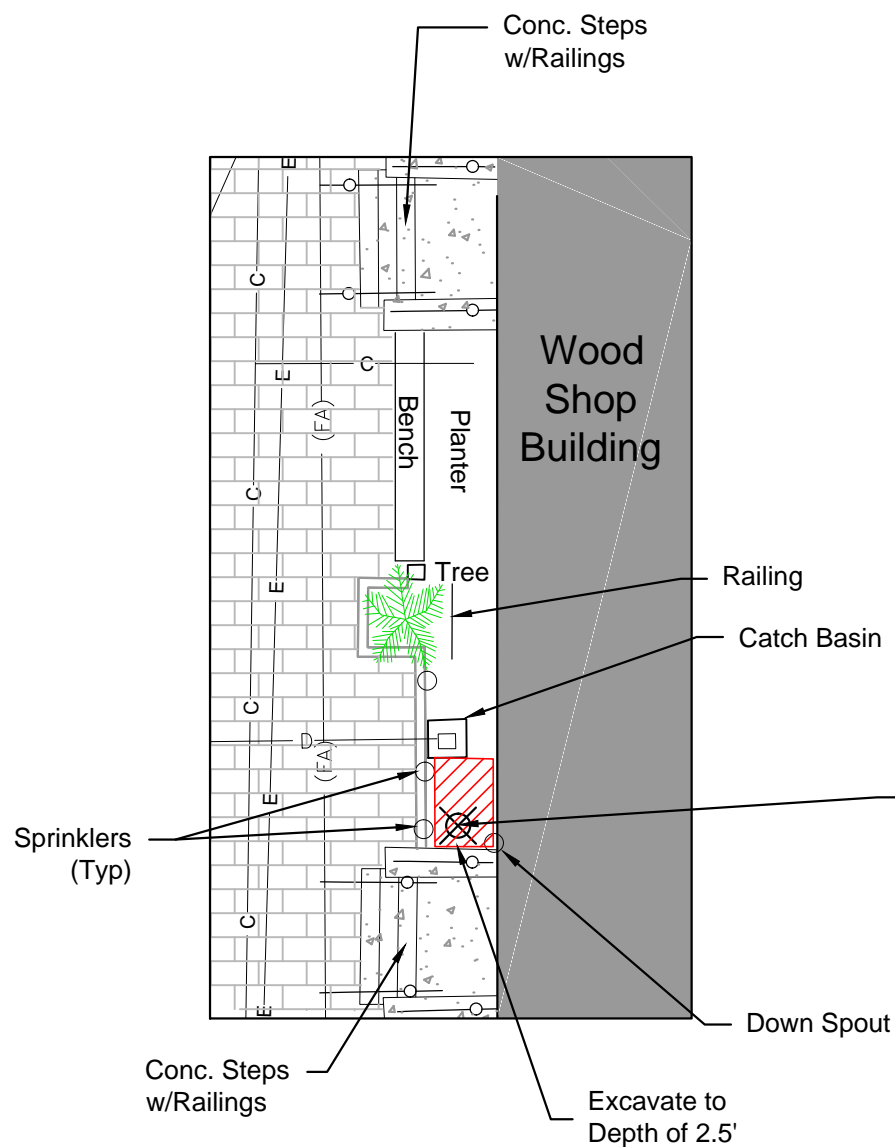 Conc. Steps
w/Railings
E
C
Wood
Shop
Building
E
C
(FA)
Bench
Planter
C
E
Tree
Railing
Catch Basin
C
D
(FA)
E
Sprinklers
(Typ)
C
E
Down Spout
Conc. Steps
w/Railings
Excavate to
Depth of 2.5'